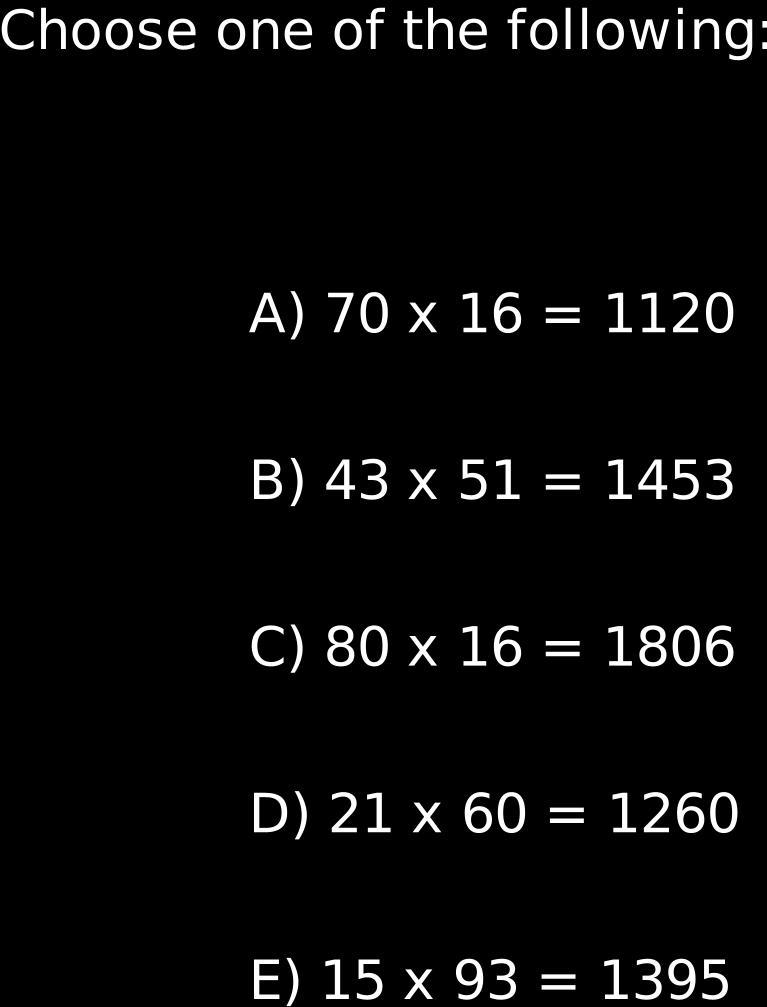 Choose one of the following:
A) 70 x 16 = 1120
B) 43 x 51 = 1453
C) 80 x 16 = 1806
D) 21 x 60 = 1260
E) 15 x 93 = 1395